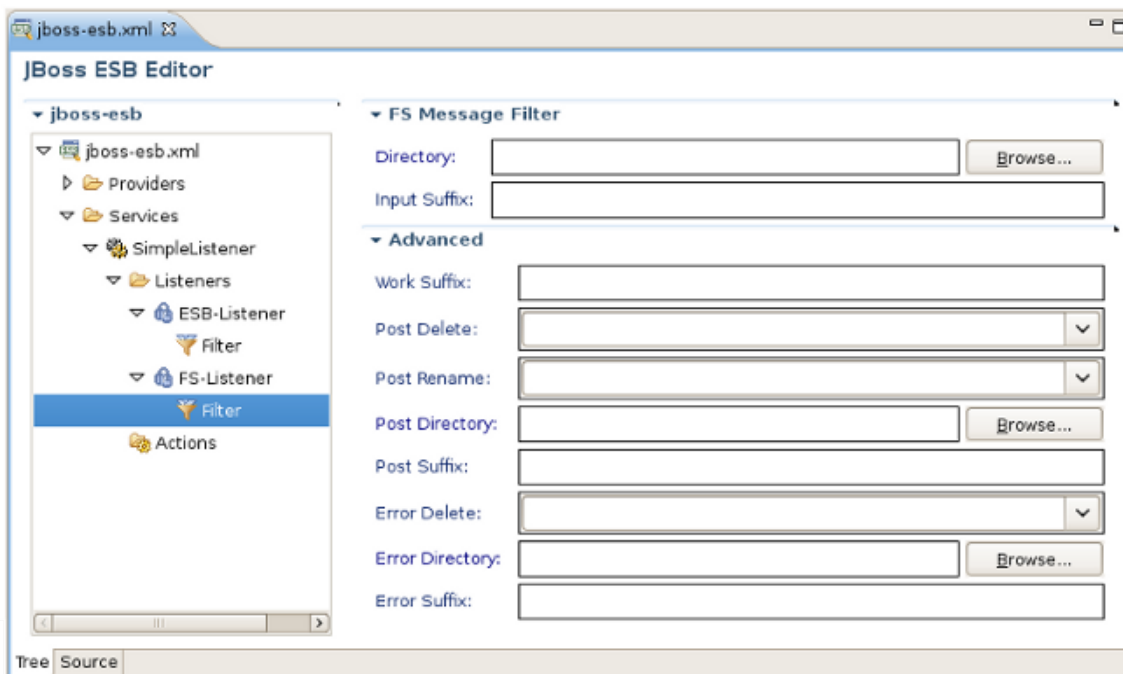 jboss-esb.xml
JBoss ESB Editor
jboss-esb
jboss-esb.xml
Providers
Services
SimpleListener
Listeners
ESB-Listener
Filter
FS-Listener
Filter
Actions
FS Message Filter
Directory: Browse...
Input Suffix:
Advanced
Work Suffix:
Post Delete:
Post Rename:
Post Directory: Browse...
Post Suffix:
Error Delete:
Error Directory: Browse...
Error Suffix:
Tree Source